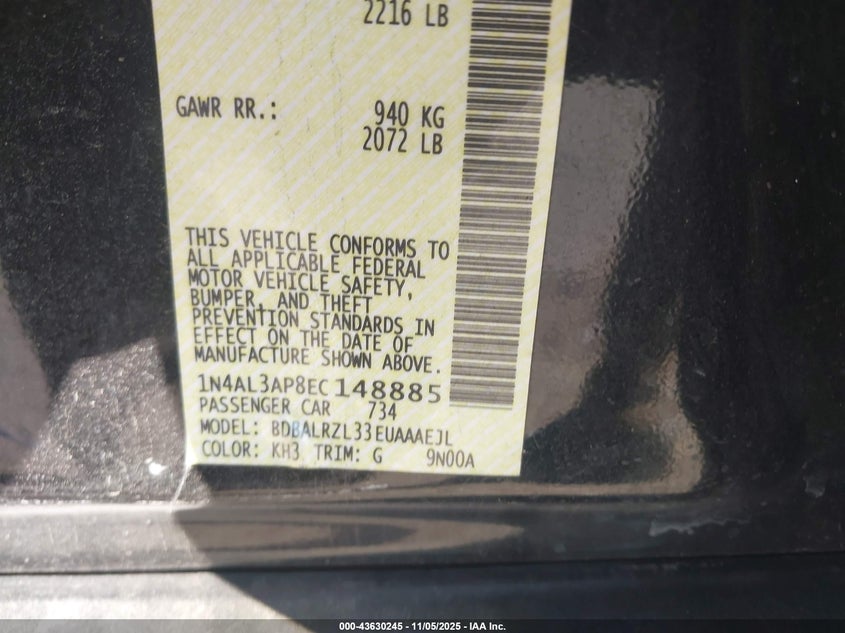 2216 LB
GAWR RR.: 940 KG
2072 LB
THIS VEHICLE CONFORMS TO
ALL APPLICABLE FEDERAL
MOTOR VEHICLE SAFETY,
BUMPER, AND THEFT
PREVENTION STANDARDS IN
EFFECT ON THE DATE OF
MANUFACTURE SHOWN ABOVE.
1N4AL3AP8EC148885
PASSENGER CAR 734
MODEL: BDBALRZL33EUAAAEJL
COLOR: KH3 TRIM: G 9N00A
000-43630245 - 11/05/2025 - IAA Inc.